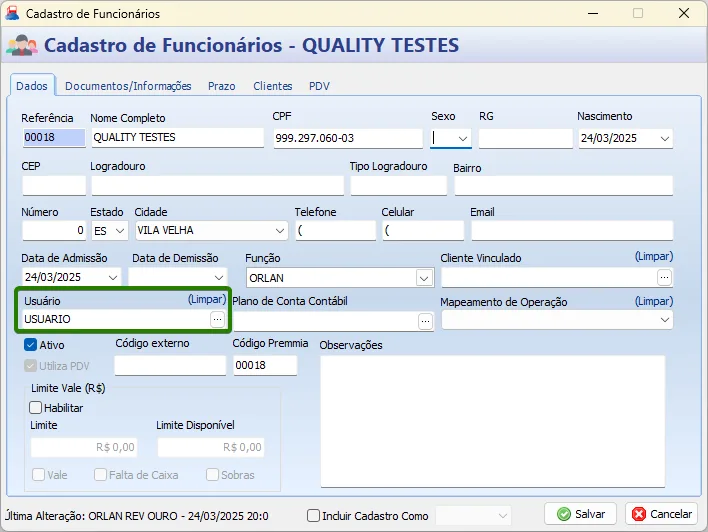 Cadastro de Funcionários
Cadastro de Funcionários - QUALITY TESTES
Dados Documentos/Informações Prazo Clientes PDV
Referência Nome Completo CPF Sexo RG Nascimento
00018 QUALITY TESTES 999.297.060-03 24/03/2025
CEP Logradouro Tipo Logradouro Bairro
Número Estado Cidade Telefone Celular Email
0 ES VILA VELHA ( (
Data de Admissão Data de Demissão Função Cliente Vinculado (Limpar)
24/03/2025 ORLAN ...
Usuário (Limpar) Plano de Conta Contábil Mapeamento de Operação (Limpar)
USUARIO ... ...
Ativo Código externo Código Premmia Observações
Utiliza PDV 00018
Limite Vale (R$)
Habilitar
Limite Limite Disponível
R$ 0,00 R$ 0,00
Vale Falta de Caixa Sobras
Última Alteração: ORLAN REV OURO - 24/03/2025 20:0 Incluir Cadastro Como Salvar Cancelar